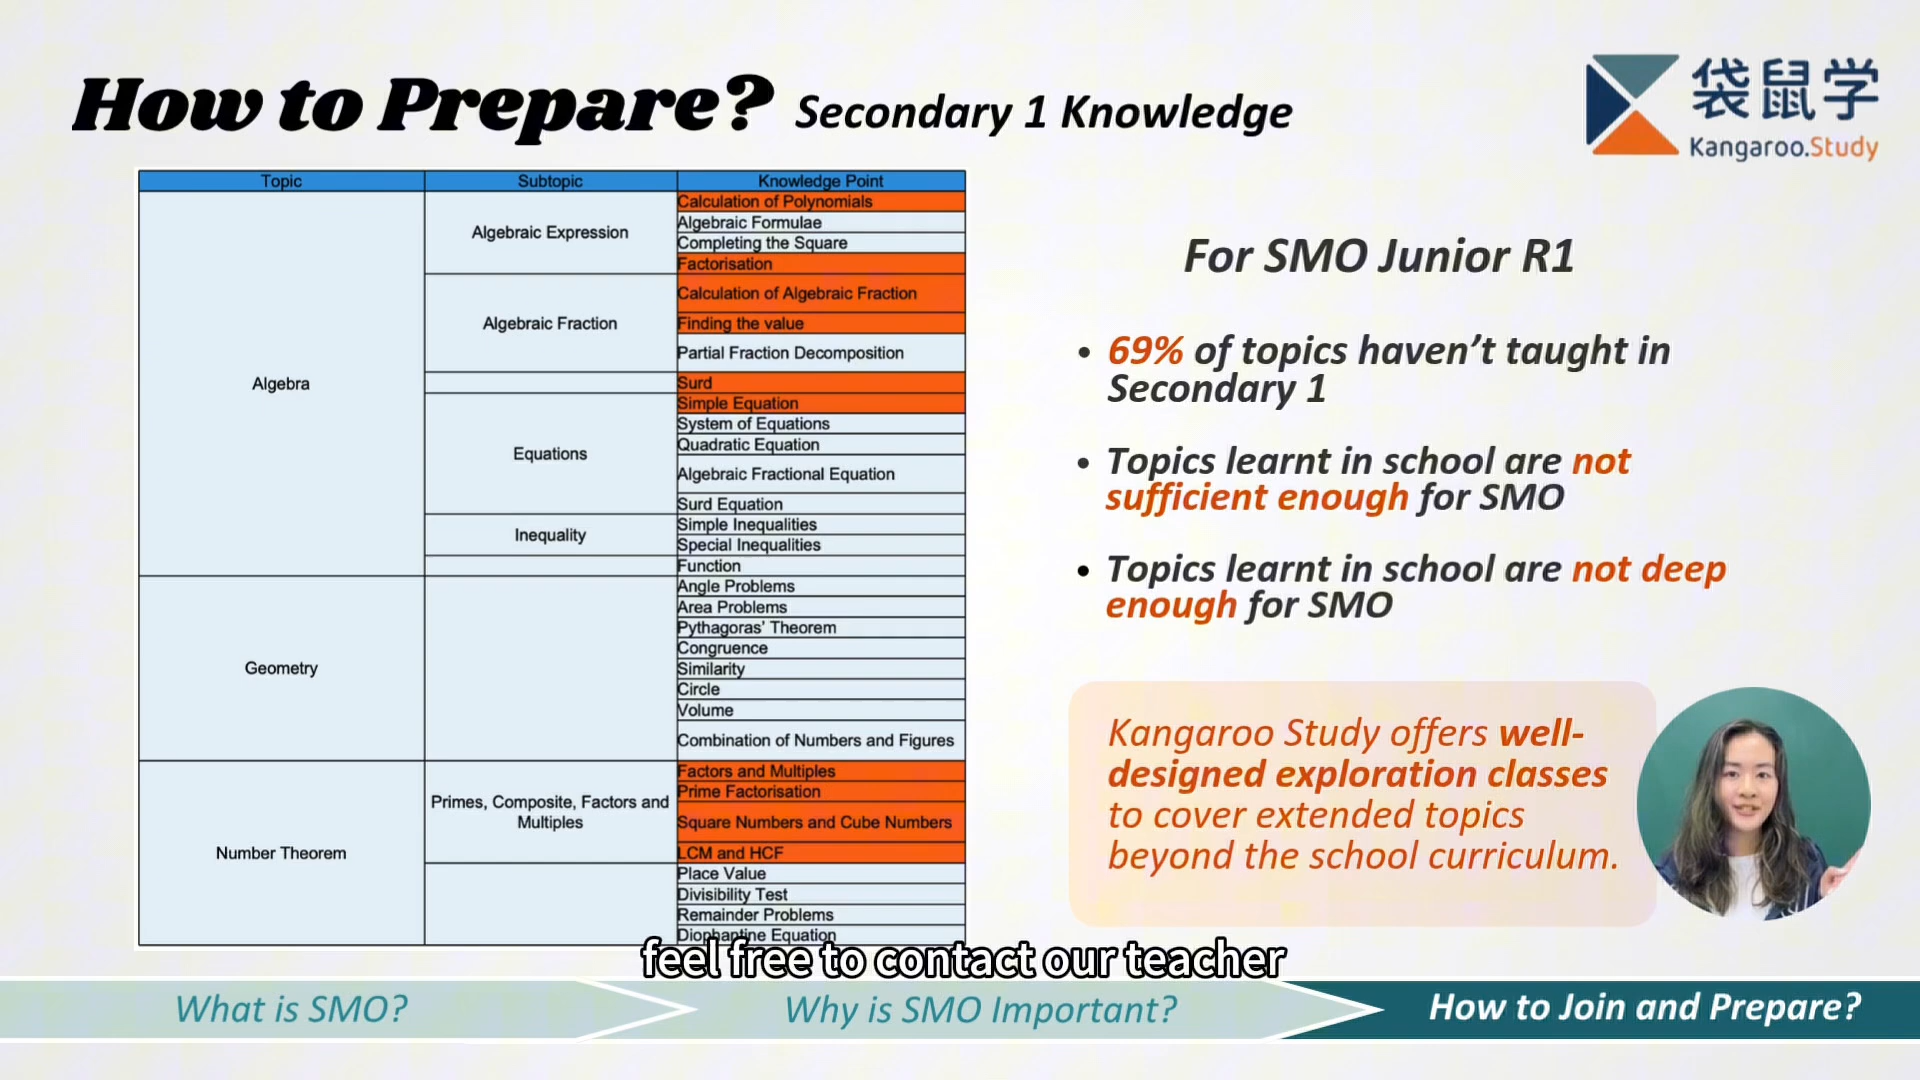 How to Prepare? Secondary 1 Knowledge
袋鼠学
Kangaroo.Study
Topic Subtopic Knowledge Point
Algebra
Algebraic Expression
Calculation of Polynomials
Algebraic Formulae
Completing the Square
Factorisation
Algebraic Fraction
Calculation of Algebraic Fraction
Finding the value
Partial Fraction Decomposition
Surd
Equations
Simple Equation
System of Equations
Quadratic Equation
Algebraic Fractional Equation
Surd Equation
Inequality
Simple Inequalities
Special Inequalities
Function
Geometry
Angle Problems
Area Problems
Pythagoras' Theorem
Congruence
Similarity
Circle
Volume
Combination of Numbers and Figures
Number Theorem
Primes, Composite, Factors and
Multiples
Factors and Multiples
Prime Factorisation
Square Numbers and Cube Numbers
LCM and HCF
Place Value
Divisibility Test
Remainder Problems
Diophantine Equation
For SMO Junior R1
• 69% of topics haven't taught in
Secondary 1
• Topics learnt in school are not
sufficient enough for SMO
• Topics learnt in school are not deep
enough for SMO
Kangaroo Study offers well-
designed exploration classes
to cover extended topics
beyond the school curriculum.
feel free to contact our teacher
What is SMO?
Why is SMO Important?
How to Join and Prepare?